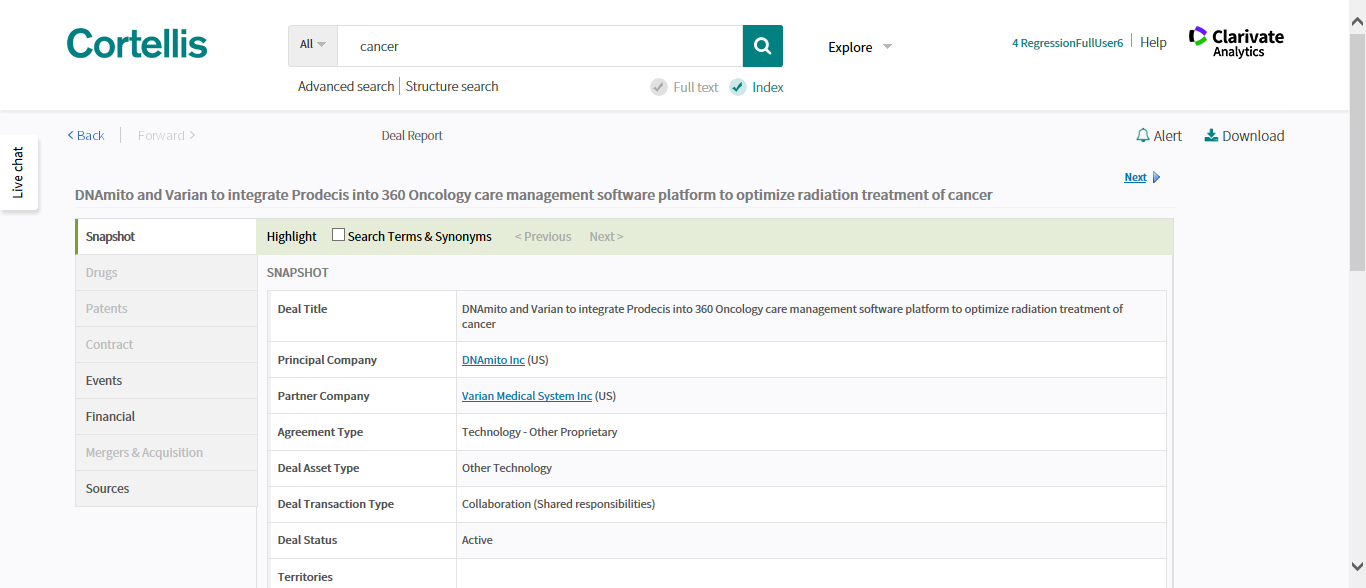 Cortellis
All
cancer
Explore
4 RegressionFullUser6
Help
Clarivate
Analytics
Advanced search
Structure search
Full text
Index
< Back
Forward >
Deal Report
Alert
Download
Live chat
Next
DNAmito and Varian to integrate Prodecis into 360 Oncology care management software platform to optimize radiation treatment of cancer
Snapshot
Drugs
Patents
Contract
Events
Financial
Mergers & Acquisition
Sources
Highlight
Search Terms & Synonyms
< Previous
Next >
SNAPSHOT
Deal Title
DNAmito and Varian to integrate Prodecis into 360 Oncology care management software platform to optimize radiation treatment of
cancer
Principal Company
DNAmito Inc (US)
Partner Company
Varian Medical System Inc (US)
Agreement Type
Technology - Other Proprietary
Deal Asset Type
Other Technology
Deal Transaction Type
Collaboration (Shared responsibilities)
Deal Status
Active
Territories